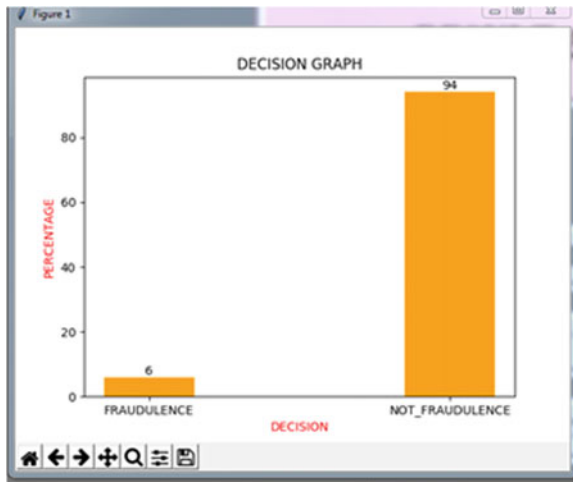 Figure 1
DECISION GRAPH
94
80
60
40
20
0
PERCENTAGE
6
FRAUDULENCE
NOT_FRAUDULENCE
DECISION